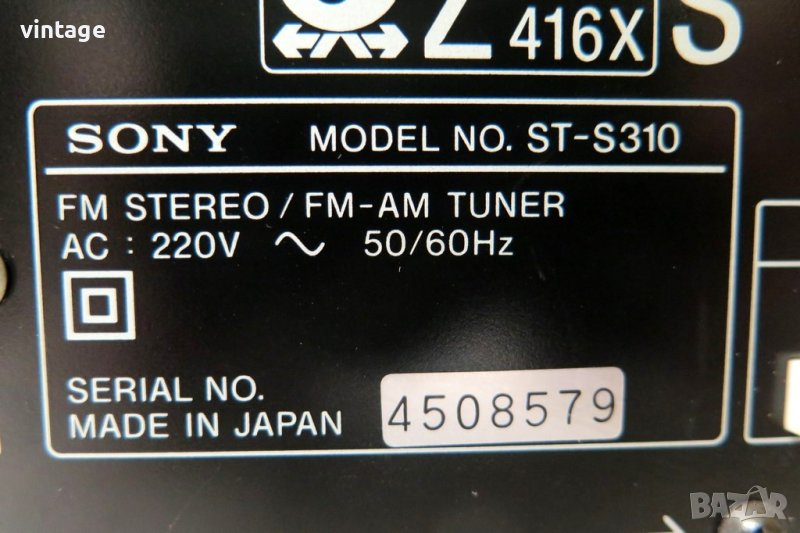 vintage
416X
SONY MODEL NO. ST-S310
FM STEREO / FM-AM TUNER
AC : 220V ∼ 50/60Hz
SERIAL NO. 4508579
MADE IN JAPAN
BAZAR